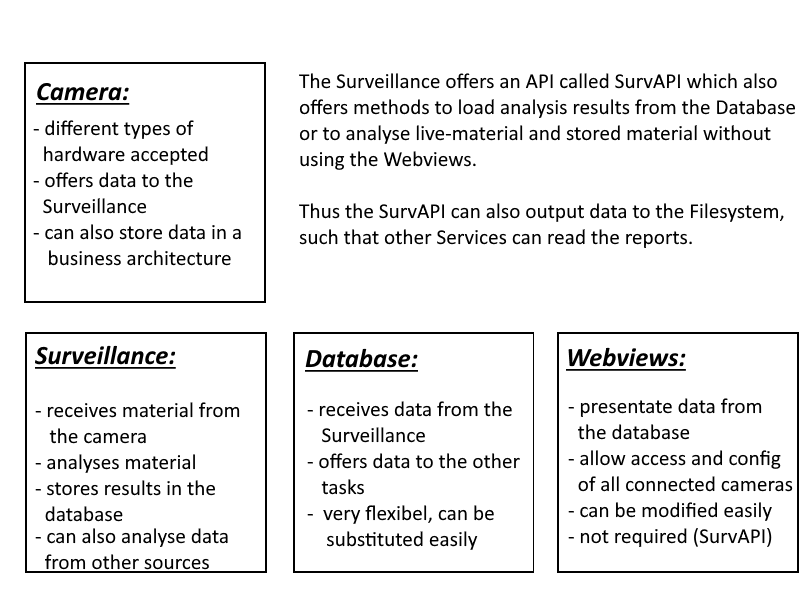 Camera:
- different types of
hardware accepted
- offers data to the
Surveillance
- can also store data in a
business architecture
The Surveillance offers an API called SurvAPI which also
offers methods to load analysis results from the Database
or to analyse live-material and stored material without
using the Webviews.
Thus the SurvAPI can also output data to the Filesystem,
such that other Services can read the reports.
Surveillance:
- receives material from
the camera
- analyses material
- stores results in the
database
- can also analyse data
from other sources
Database:
- receives data from the
Surveillance
- offers data to the other
tasks
- very flexibel, can be
substituted easily
Webviews:
- presentate data from
the database
- allow access and config
of all connected cameras
- can be modified easily
- not required (SurvAPI)